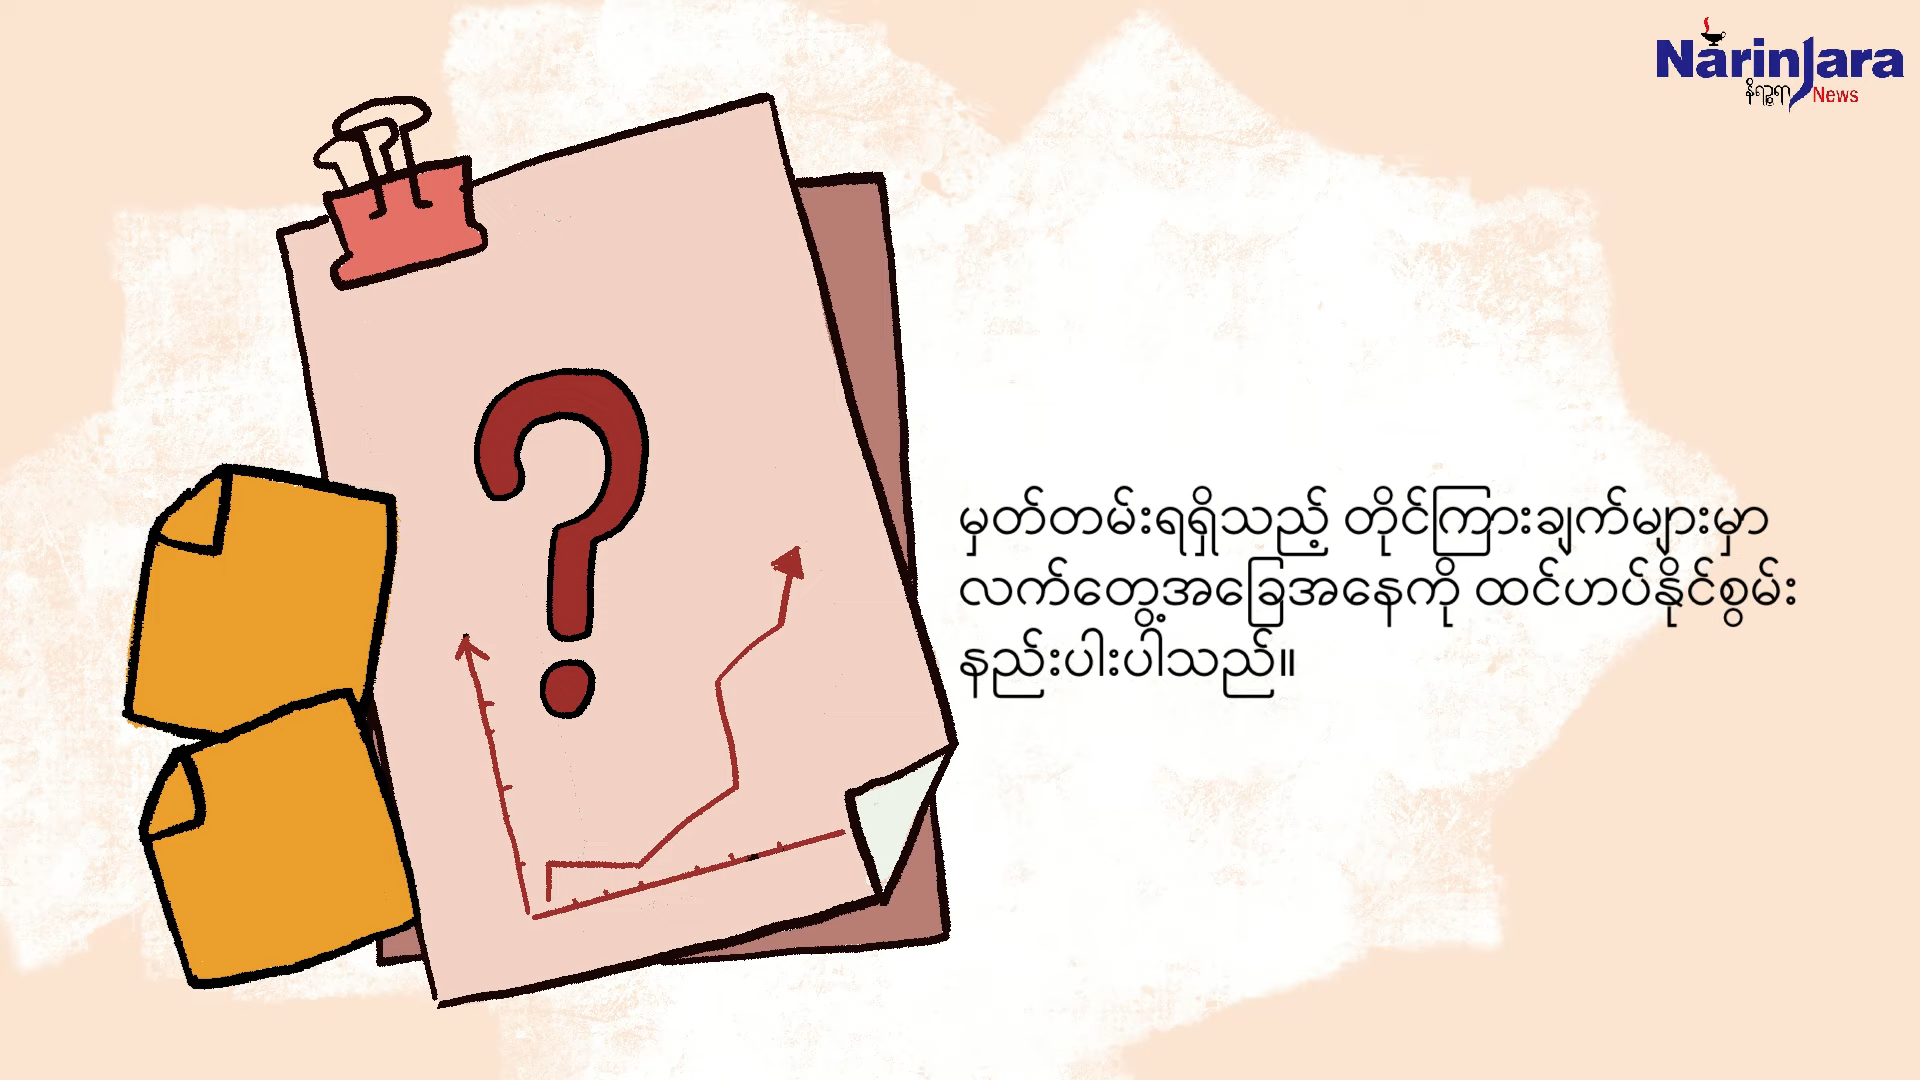 Narinjara
နိရဉ္စရာ News
မှတ်တမ်းရရှိသည့် တိုင်ကြားချက်များမှာ
လက်တွေ့အခြေအနေကို ထင်ဟပ်နိုင်စွမ်း
နည်းပါးပါသည်။